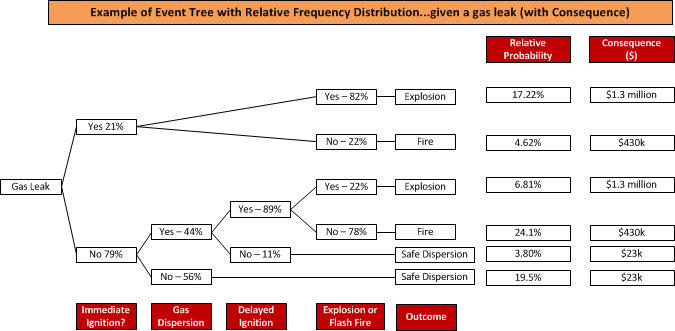 Example of Event Tree with Relative Frequency Distribution...given a gas leak (with Consequence)
Relative Probability
Consequence ($)
Yes – 82%
Explosion
17.22%
$1.3 million
Yes 21%
No – 22%
Fire
4.62%
$430k
Gas Leak
Yes – 22%
Explosion
6.81%
$1.3 million
Yes – 89%
Yes – 44%
No – 78%
Fire
24.1%
$430k
No 79%
No – 11%
Safe Dispersion
3.80%
$23k
No – 56%
Safe Dispersion
19.5%
$23k
Immediate Ignition?
Gas Dispersion
Delayed Ignition
Explosion or Flash Fire
Outcome